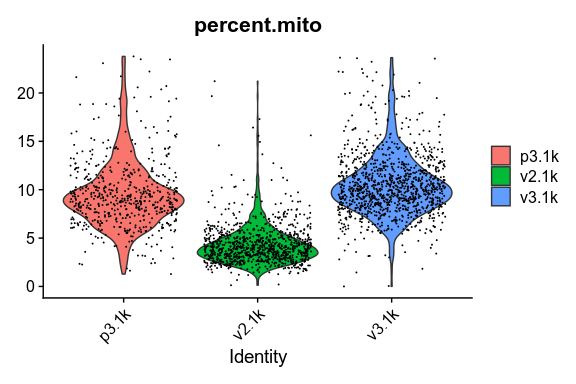 percent.mito
20
15
10
5
0
p3.1k
v2.1k
v3.1k
Identity
p3.1k
v2.1k
v3.1k